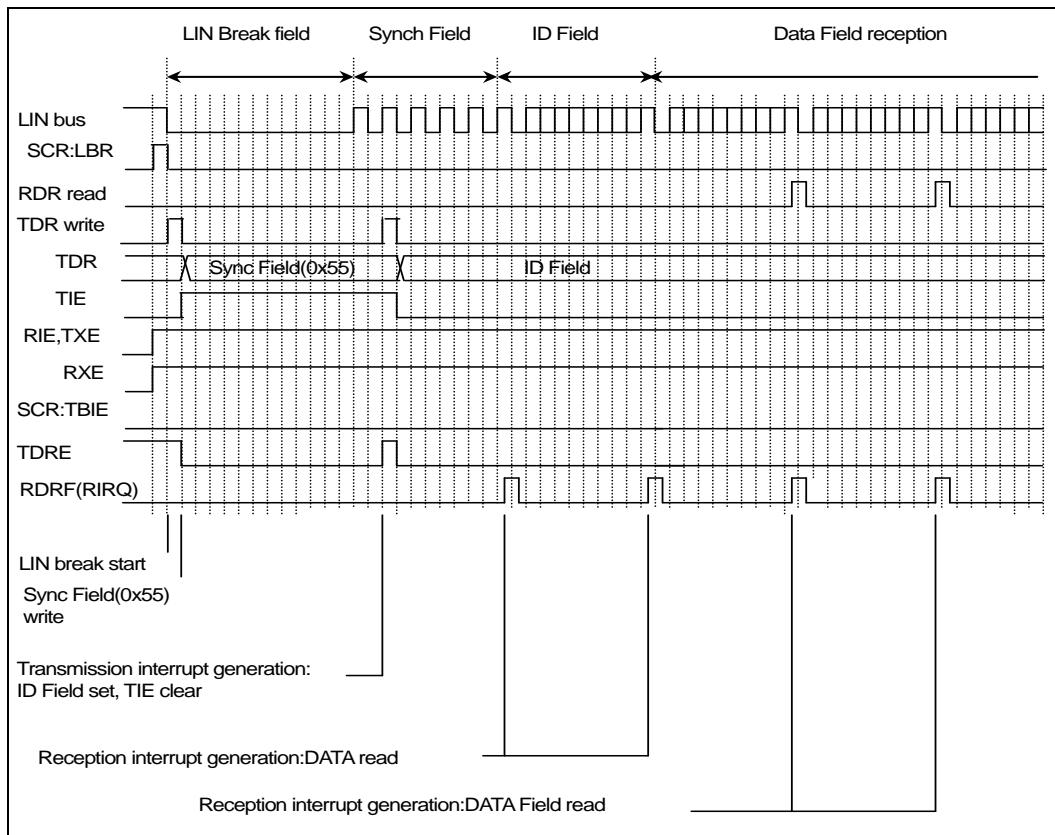 LIN Break field Synch Field ID Field Data Field reception
LIN bus
SCR:LBR
RDR read
TDR write
TDR Sync Field(0x55) ID Field
TIE
RIE,TXE
RXE
SCR:TBIE
TDRE
RDRF(RIRQ)
LIN break start
Sync Field(0x55)
write
Transmission interrupt generation:
ID Field set, TIE clear
Reception interrupt generation:DATA read
Reception interrupt generation:DATA Field read